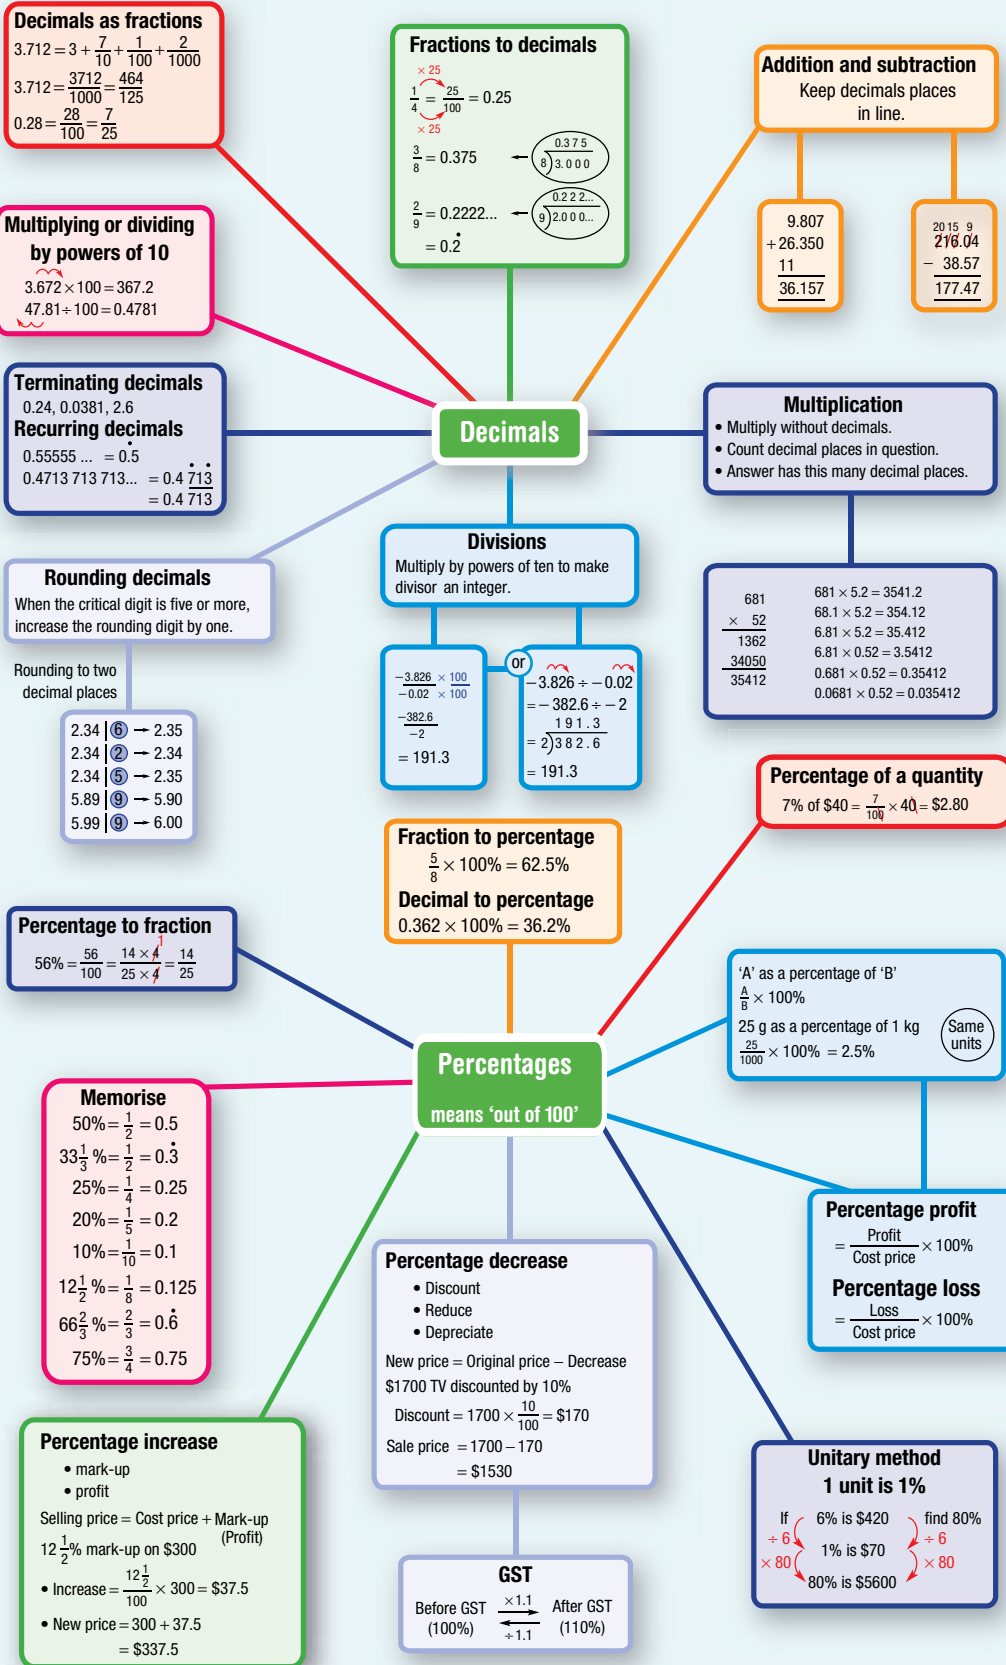 Decimals as fractions
3.712 = 3 + 7/10 + 1/100 + 2/1000
3.712 = 3712/1000 = 464/125
0.28 = 28/100 = 7/25
Fractions to decimals
× 25
1/4 = 25/100 = 0.25
× 25
3/8 = 0.375 ← 8)3.000 0.375
2/9 = 0.2222... ← 9)2.000... 0.222...
= 0.2̇
Addition and subtraction
Keep decimals places
in line.
9.807
+26.350
11
36.157
20 15 9
216.04
− 38.57
177.47
Multiplying or dividing
by powers of 10
3.672 × 100 = 367.2
47.81 ÷ 100 = 0.4781
Terminating decimals
0.24, 0.0381, 2.6
Recurring decimals
0.55555 ... = 0.5̇
0.4713 713 713... = 0.4 7̇13̇
= 0.4 7̅1̅3̅
Decimals
Multiplication
• Multiply without decimals.
• Count decimal places in question.
• Answer has this many decimal places.
681
× 52
1362
34050
35412
681 × 5.2 = 3541.2
68.1 × 5.2 = 354.12
6.81 × 5.2 = 35.412
6.81 × 0.52 = 3.5412
0.681 × 0.52 = 0.35412
0.0681 × 0.52 = 0.035412
Rounding decimals
When the critical digit is five or more,
increase the rounding digit by one.
Rounding to two
decimal places
2.34 | 6 → 2.35
2.34 | 2 → 2.34
2.34 | 5 → 2.35
5.89 | 9 → 5.90
5.99 | 9 → 6.00
Divisions
Multiply by powers of ten to make
divisor an integer.
−3.826/−0.02 × 100/× 100
−382.6/−2
= 191.3
or
−3.826 ÷ −0.02
= −382.6 ÷ −2
191.3
= 2)382.6
= 191.3
Percentage of a quantity
7% of $40 = 7/100 × 40 = $2.80
Fraction to percentage
5/8 × 100% = 62.5%
Decimal to percentage
0.362 × 100% = 36.2%
Percentage to fraction
1
56% = 56/100 = 14 × 4/25 × 4 = 14/25
Percentages
means ‘out of 100’
‘A’ as a percentage of ‘B’
A/B × 100%
25 g as a percentage of 1 kg
25/1000 × 100% = 2.5%
Same
units
Memorise
50% = 1/2 = 0.5
33 1/3 % = 1/2 = 0.3̇
25% = 1/4 = 0.25
20% = 1/5 = 0.2
10% = 1/10 = 0.1
12 1/2 % = 1/8 = 0.125
66 2/3 % = 2/3 = 0.6̇
75% = 3/4 = 0.75
Percentage profit
= Profit/Cost price × 100%
Percentage loss
= Loss/Cost price × 100%
Percentage decrease
• Discount
• Reduce
• Depreciate
New price = Original price − Decrease
$1700 TV discounted by 10%
Discount = 1700 × 10/100 = $170
Sale price = 1700 − 170
= $1530
Percentage increase
• mark-up
• profit
Selling price = Cost price + Mark-up
(Profit)
12 1/2 % mark-up on $300
• Increase = 12 1/2/100 × 300 = $37.5
• New price = 300 + 37.5
= $337.5
GST
Before GST ×1.1 After GST
(100%) ÷1.1 (110%)
Unitary method
1 unit is 1%
If 6% is $420 find 80%
÷ 6 1% is $70 ÷ 6
× 80 80% is $5600 × 80